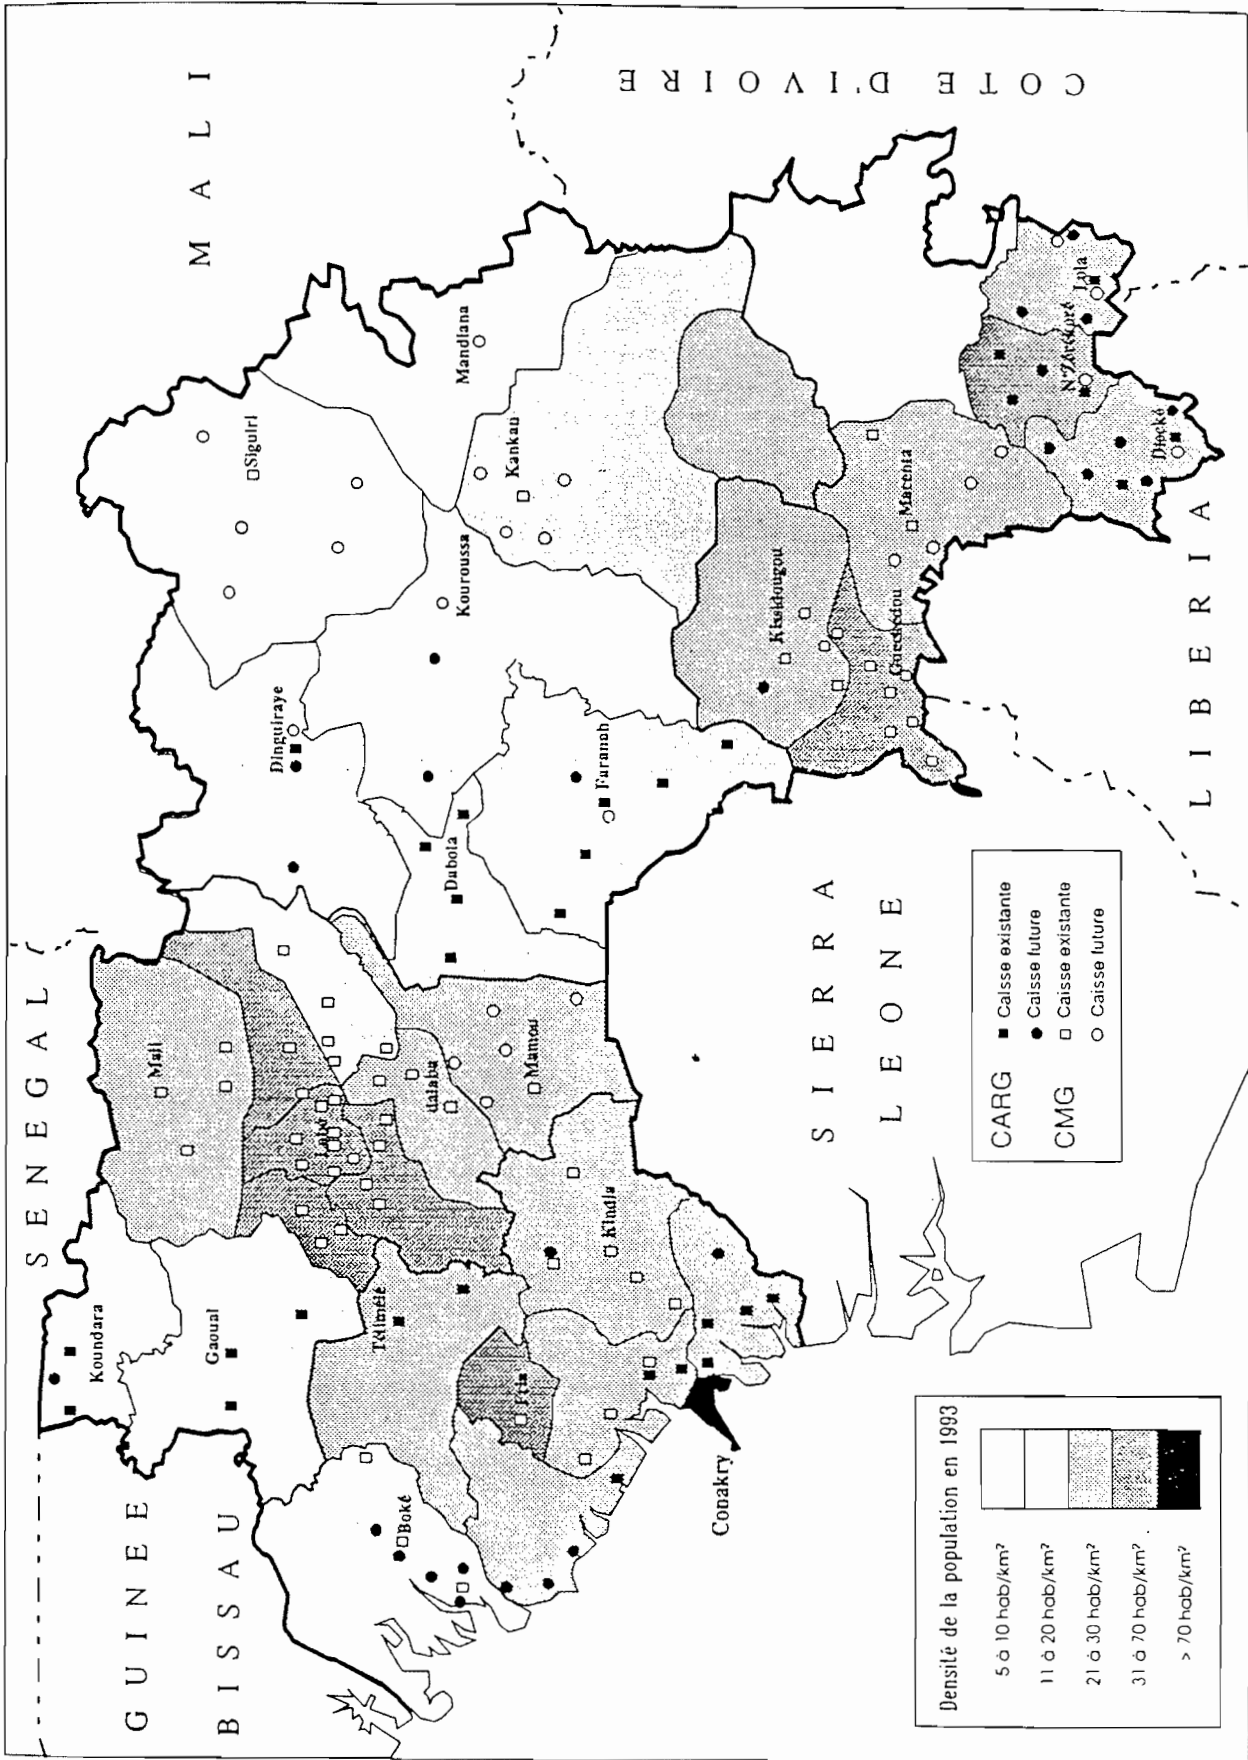 SENEGAL
MALI
GUINEE
BISSAU
COTE D'IVOIRE
SIERRA
LEONE
LIBERIA
Koundara
Gaoual
Mali
Labé
Télimélé
Boké
Fria
Kindia
dalaba
Mamou
Conakry
Dinguiraye
Siguiri
Dabola
Kouroussa
Mandiana
Kankan
Faranah
Kissidougou
Guéckédou
Macenta
N'Zérékoré
Lola
Diecké
CARG
■ Caisse existante
● Caisse future
CMG
□ Caisse existante
○ Caisse future
Densité de la population en 1993
5 à 10 hab/km²
11 à 20 hab/km²
21 à 30 hab/km²
31 à 70 hab/km²
> 70 hab/km²